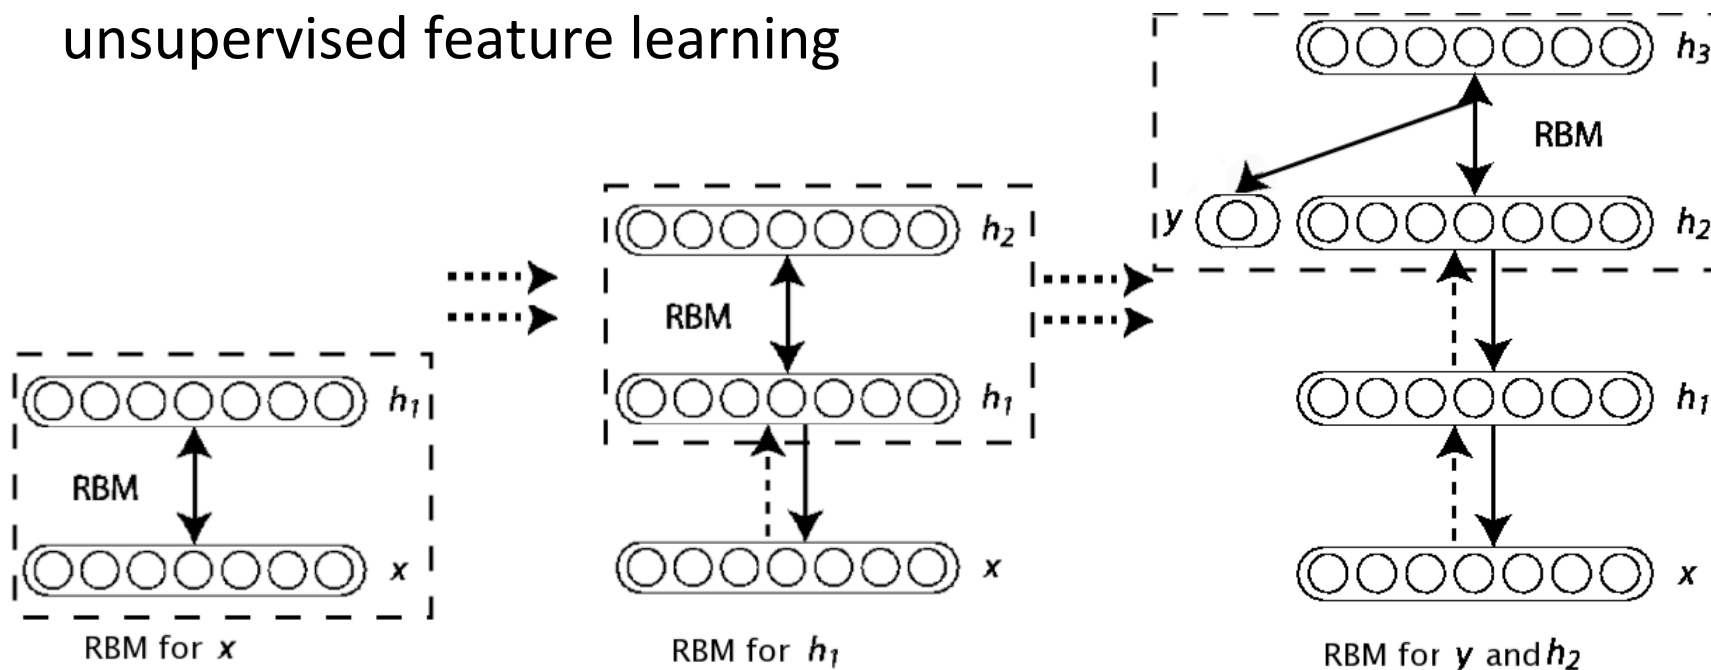 unsupervised feature learning
h₁
RBM
x
RBM for x
h₂
RBM
h₁
x
RBM for h₁
h₃
RBM
y
h₂
h₁
x
RBM for y and h₂